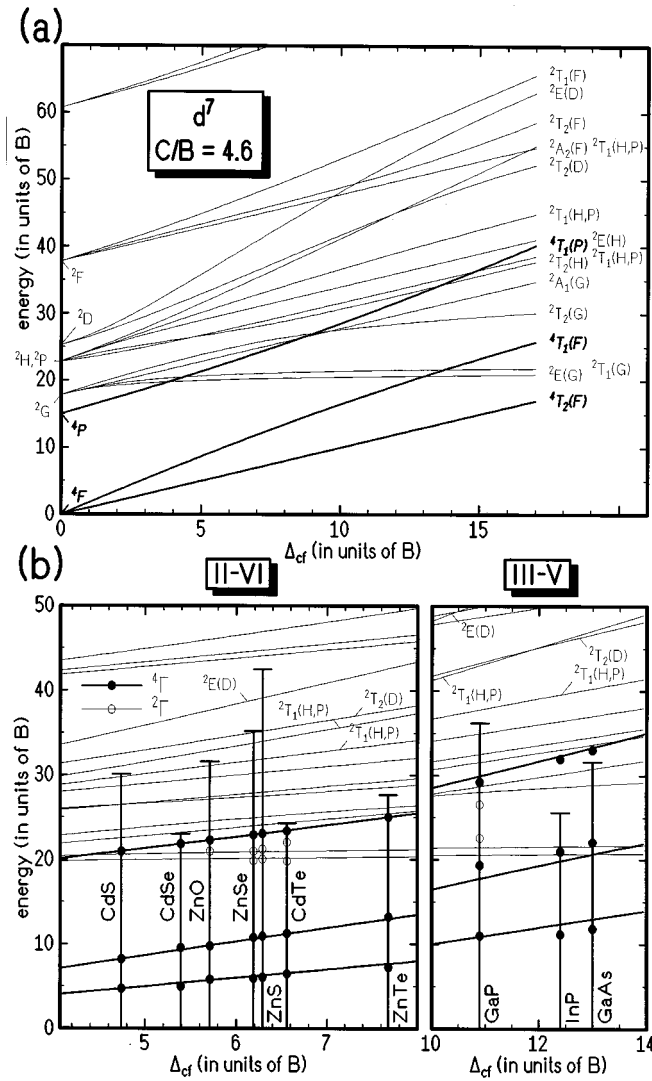 (a)
d⁷
C/B = 4.6
energy (in units of B)
60
50
40
30
20
10
0
²F
²D
²H,²P
²G
⁴P
⁴F
²T₁(F)
²E(D)
²T₂(F)
²A₂(F) ²T₁(H,P)
²T₂(D)
²T₁(H,P)
⁴T₁(P) ²E(H)
²T₂(H) ²T₁(H,P)
²A₁(G)
²T₂(G)
⁴T₁(F)
²E(G) ²T₁(G)
⁴T₂(F)
0 5 10 15
Δcf (in units of B)
(b)
II-VI
III-V
energy (in units of B)
50
40
30
20
10
0
⁴Γ
²Γ
²E(D)
²T₁(H,P)
²T₂(D)
²T₁(H,P)
CdS
CdSe
ZnO
ZnSe
ZnS
CdTe
ZnTe
5 6 7
Δcf (in units of B)
²E(D)
²T₂(D)
²T₁(H,P)
²T₁(H,P)
GaP
InP
GaAs
10 12 14
Δcf (in units of B)